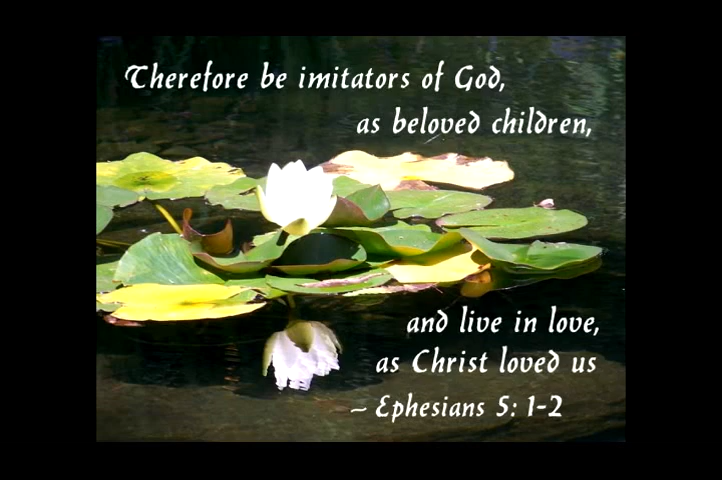 Therefore be imitators of God,
as beloved children,
and live in love,
as Christ loved us
~ Ephesians 5: 1-2